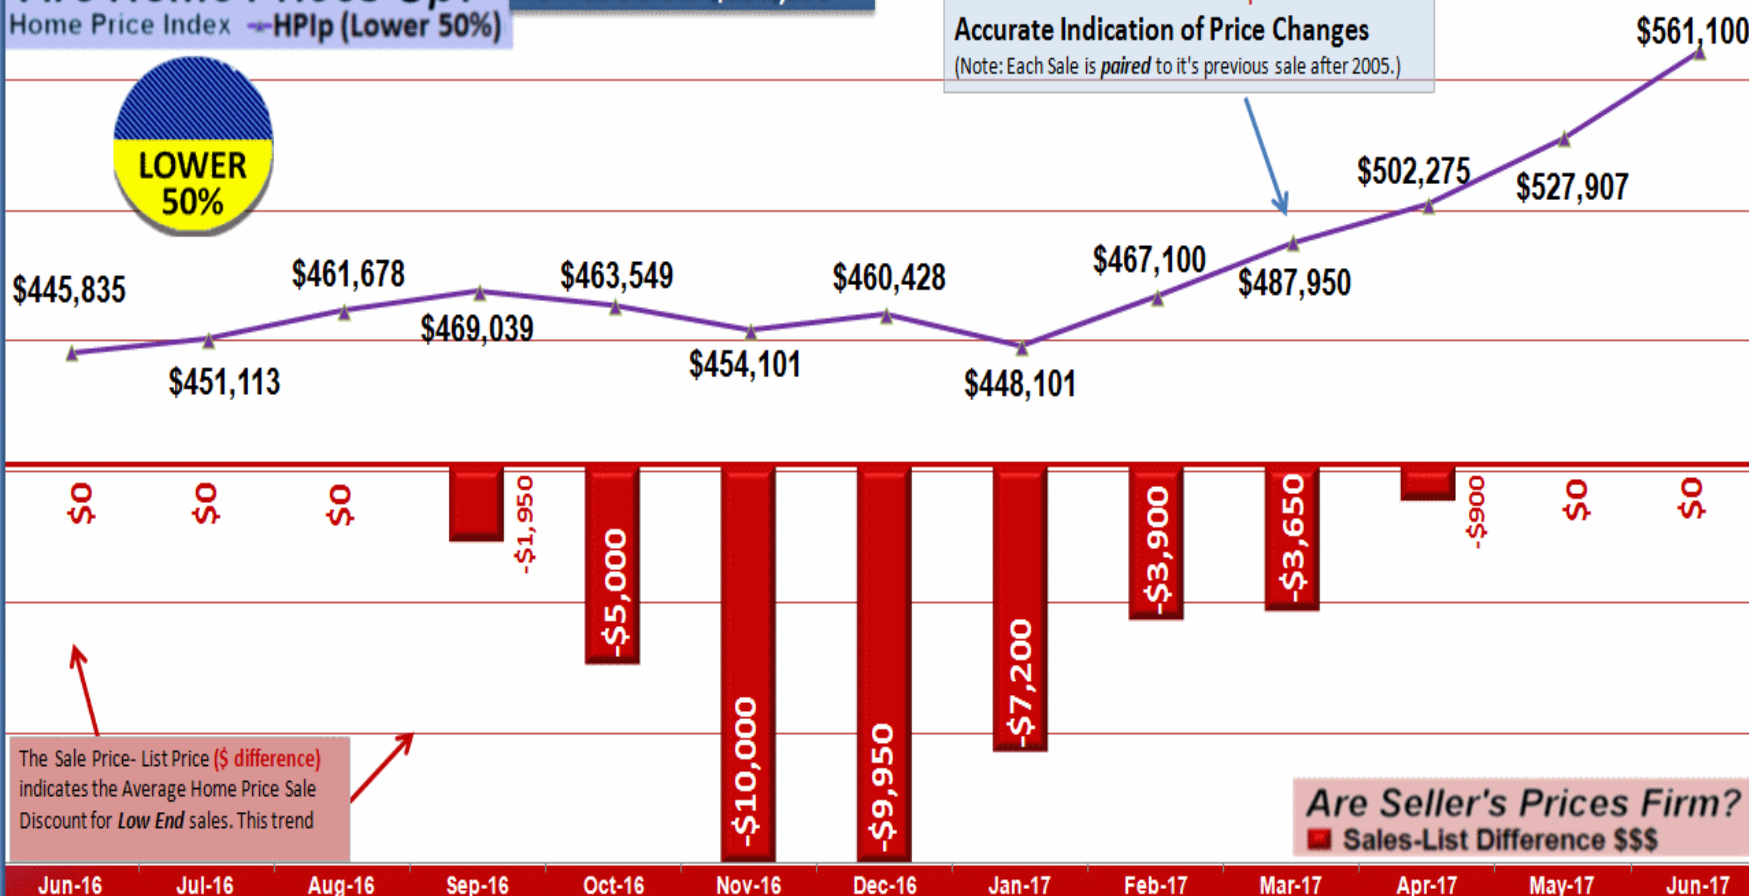 Home Price Index HPIp (Lower 50%)
Accurate Indication of Price Changes
(Note: Each Sale is paired to it's previous sale after 2005.)
LOWER
50%
$445,835
$451,113
$461,678
$469,039
$463,549
$454,101
$460,428
$448,101
$467,100
$487,950
$502,275
$527,907
$561,100
$0
$0
$0
-$1,950
-$5,000
-$10,000
-$9,950
-$7,200
-$3,900
-$3,650
-$900
$0
$0
The Sale Price- List Price ($ difference)
indicates the Average Home Price Sale
Discount for Low End sales. This trend
Are Seller's Prices Firm?
Sales-List Difference $$$
Jun-16 Jul-16 Aug-16 Sep-16 Oct-16 Nov-16 Dec-16 Jan-17 Feb-17 Mar-17 Apr-17 May-17 Jun-17